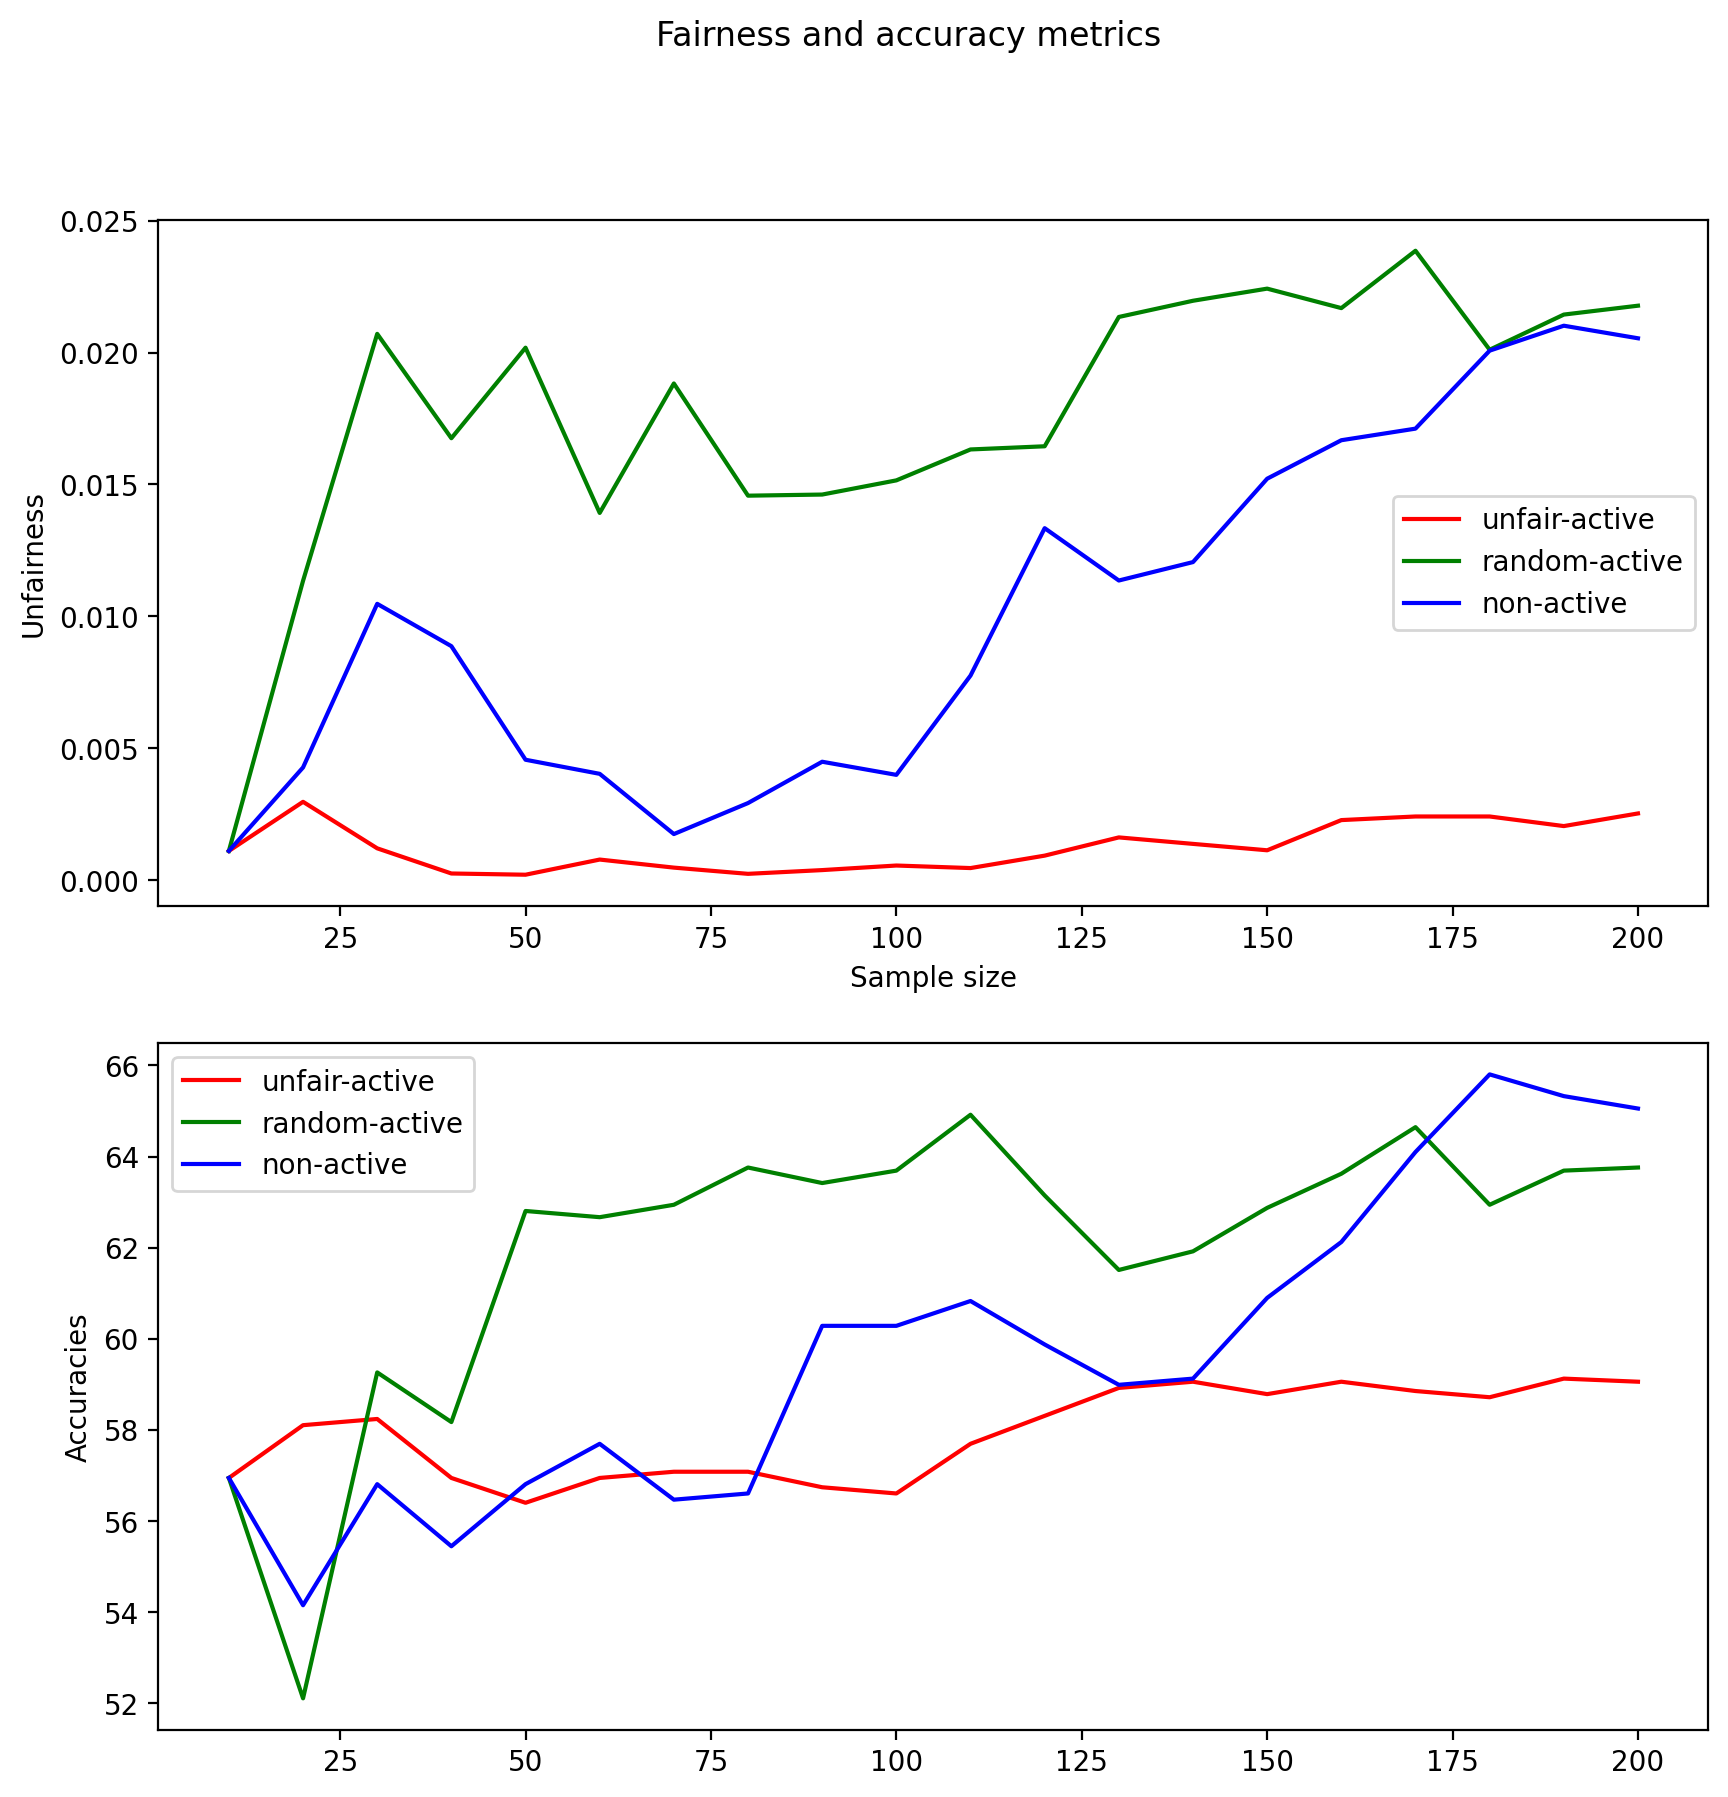 Fairness and accuracy metrics
0.025
0.020
0.015
0.010
0.005
0.000
Unfairness
unfair-active
random-active
non-active
25 50 75 100 125 150 175 200
Sample size
66
64
62
60
58
56
54
52
Accuracies
unfair-active
random-active
non-active
25 50 75 100 125 150 175 200